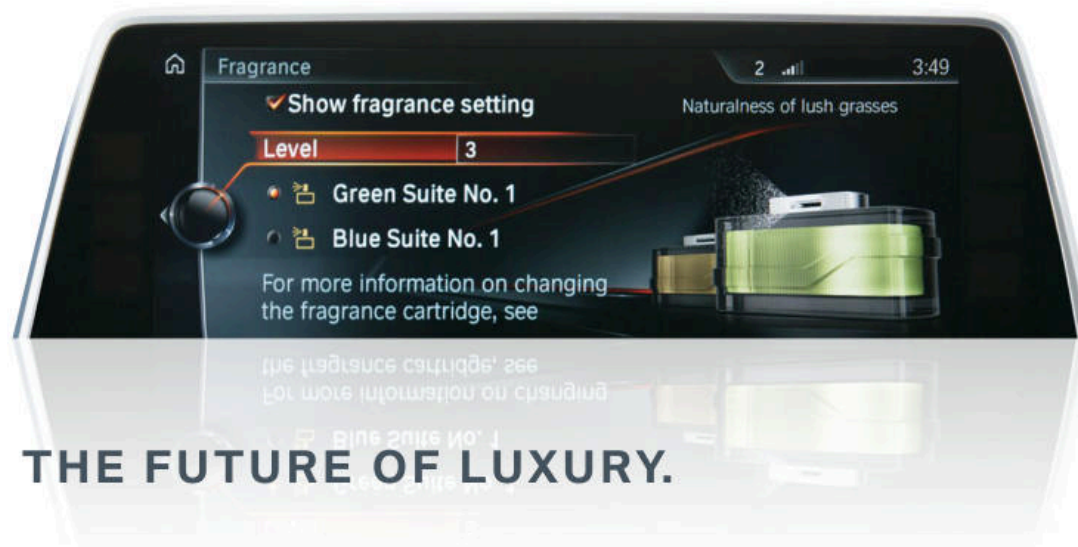 Fragrance
2
3:49
Show fragrance setting
Naturalness of lush grasses
Level
3
Green Suite No. 1
Blue Suite No. 1
For more information on changing
the fragrance cartridge, see
THE FUTURE OF LUXURY.